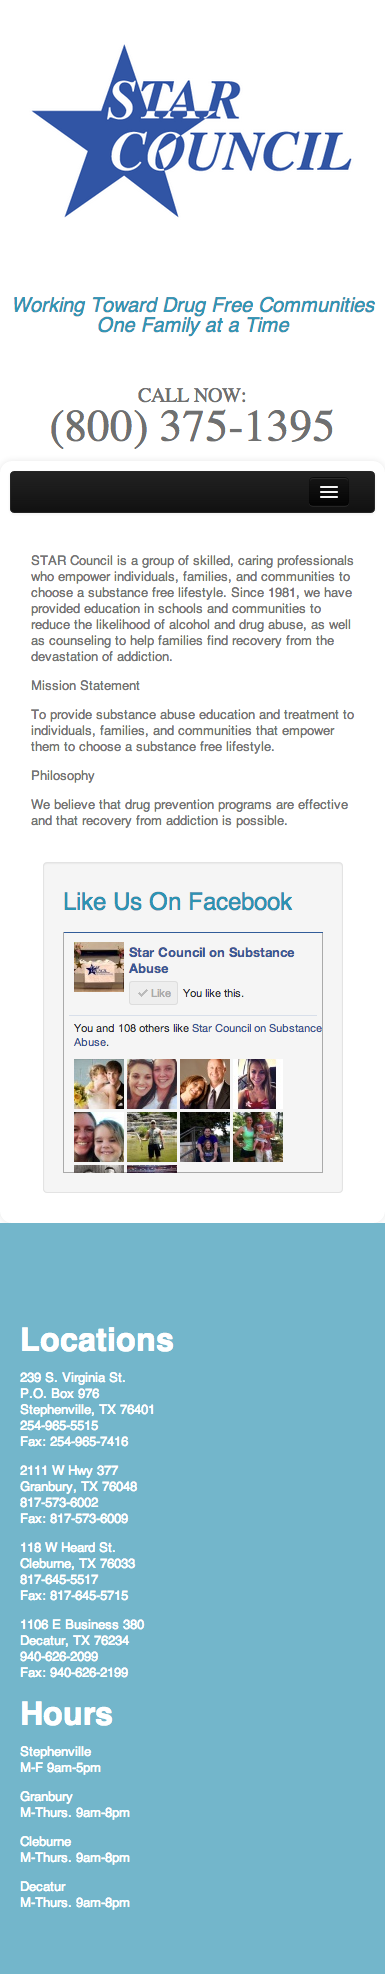 STAR
COUNCIL
Working Toward Drug Free Communities
One Family at a Time
CALL NOW:
(800) 375-1395
STAR Council is a group of skilled, caring professionals
who empower individuals, families, and communities to
choose a substance free lifestyle. Since 1981, we have
provided education in schools and communities to
reduce the likelihood of alcohol and drug abuse, as well
as counseling to help families find recovery from the
devastation of addiction.
Mission Statement
To provide substance abuse education and treatment to
individuals, families, and communities that empower
them to choose a substance free lifestyle.
Philosophy
We believe that drug prevention programs are effective
and that recovery from addiction is possible.
Like Us On Facebook
Star Council on Substance
Abuse
Like You like this.
You and 108 others like Star Council on Substance
Abuse.
Locations
239 S. Virginia St.
P.O. Box 976
Stephenville, TX 76401
254-965-5515
Fax: 254-965-7416
2111 W Hwy 377
Granbury, TX 76048
817-573-6002
Fax: 817-573-6009
118 W Heard St.
Cleburne, TX 76033
817-645-5517
Fax: 817-645-5715
1106 E Business 380
Decatur, TX 76234
940-626-2099
Fax: 940-626-2199
Hours
Stephenville
M-F 9am-5pm
Granbury
M-Thurs. 9am-8pm
Cleburne
M-Thurs. 9am-8pm
Decatur
M-Thurs. 9am-8pm